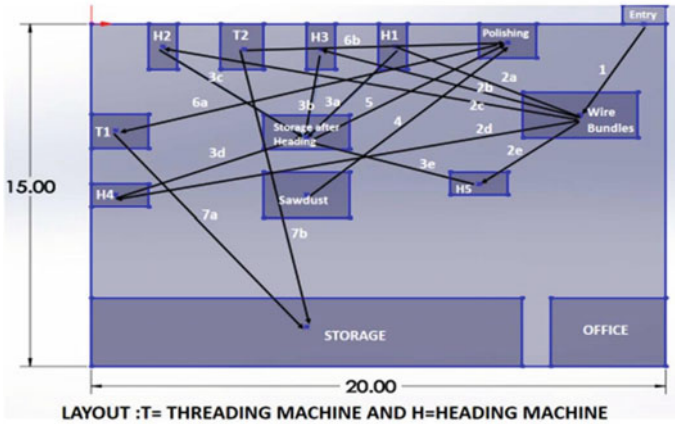 Entry
H2
T2
H3
6b
H1
Polishing
1
3c
2a
2b
6a
3b
3a
5
2c
Wire
Bundles
T1
Storage after
Heading
4
2d
3d
2e
3e
15.00
H4
Sawdust
H5
7a
7b
STORAGE
OFFICE
20.00
LAYOUT :T= THREADING MACHINE AND H=HEADING MACHINE